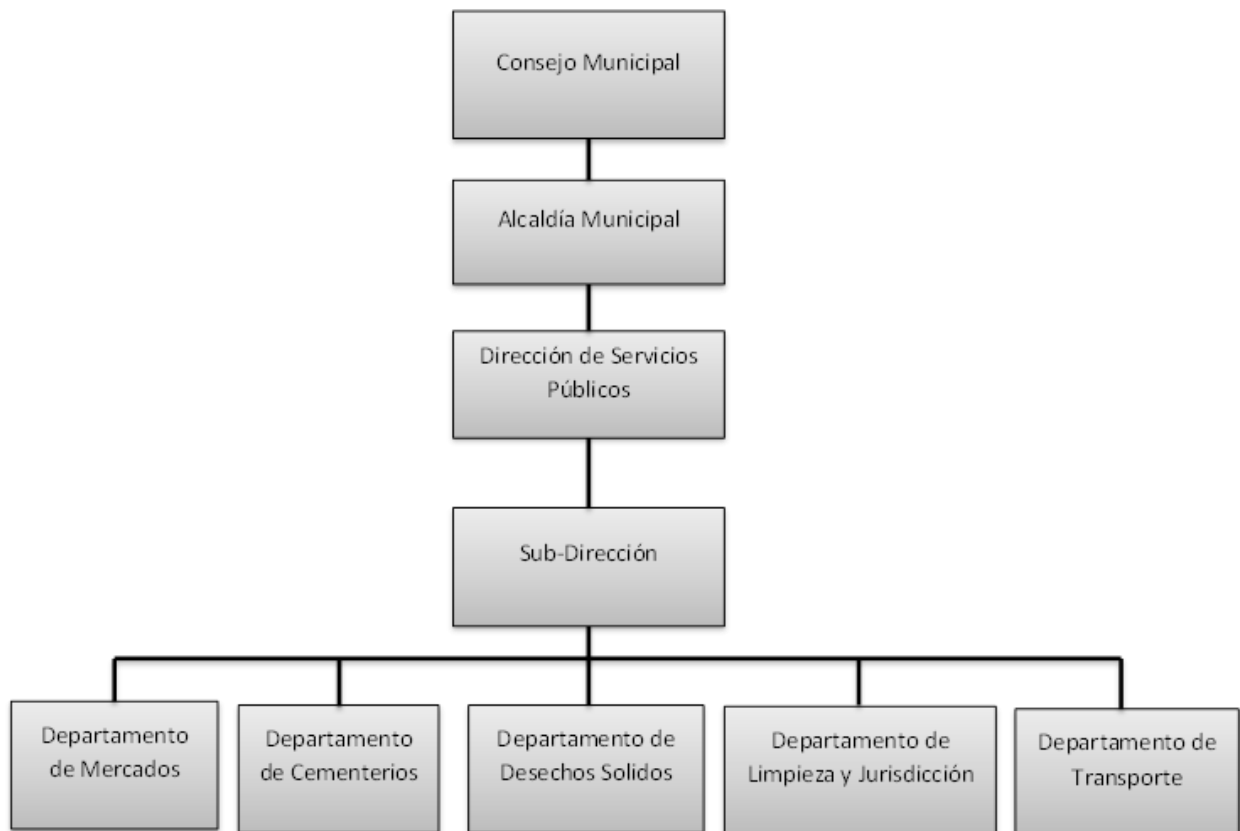 Consejo Municipal
Alcaldía Municipal
Dirección de Servicios
Públicos
Sub-Dirección
Departamento
de Mercados
Departamento
de Cementerios
Departamento de
Desechos Solidos
Departamento de
Limpieza y Jurisdicción
Departamento de
Transporte